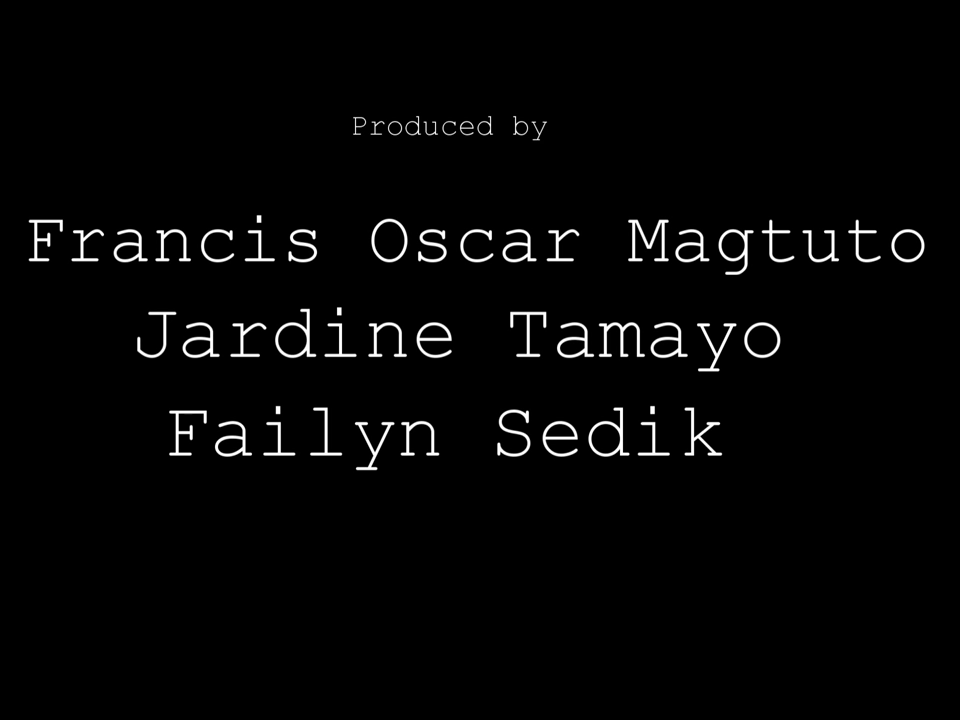 Produced by
Francis Oscar Magtuto
Jardine Tamayo
Failyn Sedik